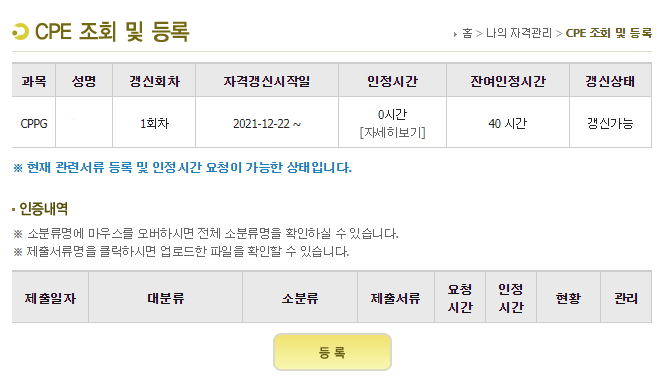 CPE 조회 및 등록
홈 > 나의 자격관리 > CPE 조회 및 등록
과목 성명 갱신회차 자격갱신시작일 인정시간 잔여인정시간 갱신상태
CPPG 1회차 2021-12-22 ~ 0시간 [자세히보기] 40 시간 갱신가능
※ 현재 관련서류 등록 및 인정시간 요청이 가능한 상태입니다.
인증내역
※ 소분류명에 마우스를 오버하시면 전체 소분류명을 확인하실 수 있습니다.
※ 제출서류명을 클릭하시면 업로드한 파일을 확인할 수 있습니다.
제출일자 대분류 소분류 제출서류 요청시간 인정시간 현황 관리
등 록